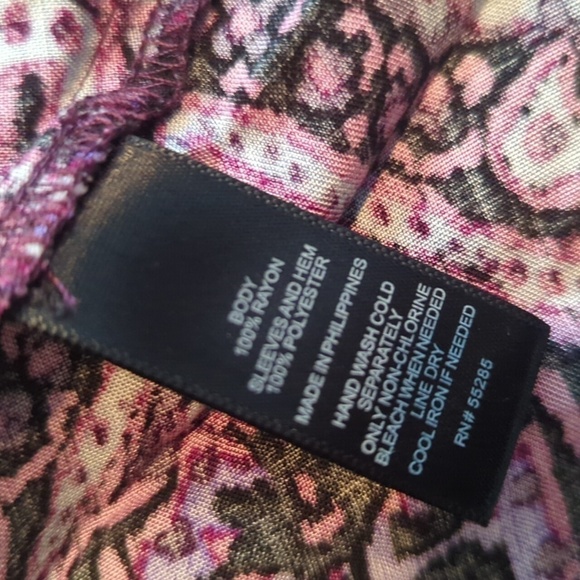 BODY
100% RAYON
SLEEVES AND HEM
100% POLYESTER
MADE IN PHILIPPINES
HAND WASH COLD
SEPARATELY
ONLY NON-CHLORINE
BLEACH WHEN NEEDED
LINE DRY
COOL IRON IF NEEDED
RN# 55285